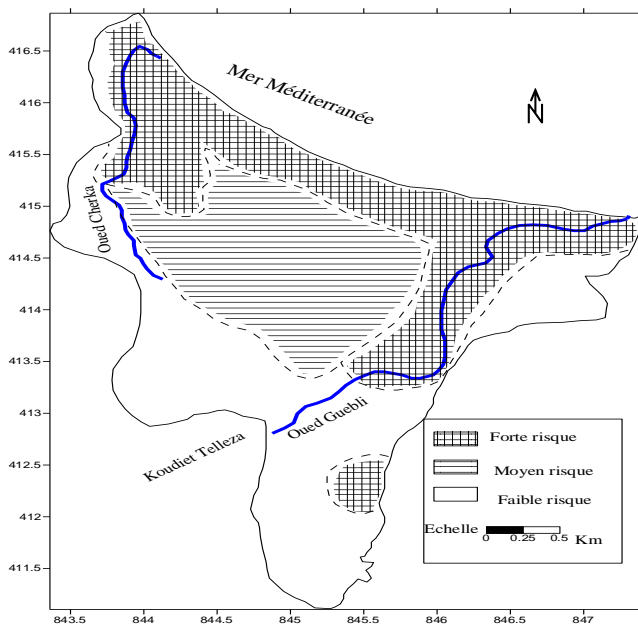 416.5
416
415.5
415
414.5
414
413.5
413
412.5
412
411.5
Mer Méditerranée
N
Oued Cherka
Oued Guebli
Koudiet Telleza
Forte risque
Moyen risque
Faible risque
Echelle
0 0.25 0.5 Km
843.5 844 844.5 845 845.5 846 846.5 847